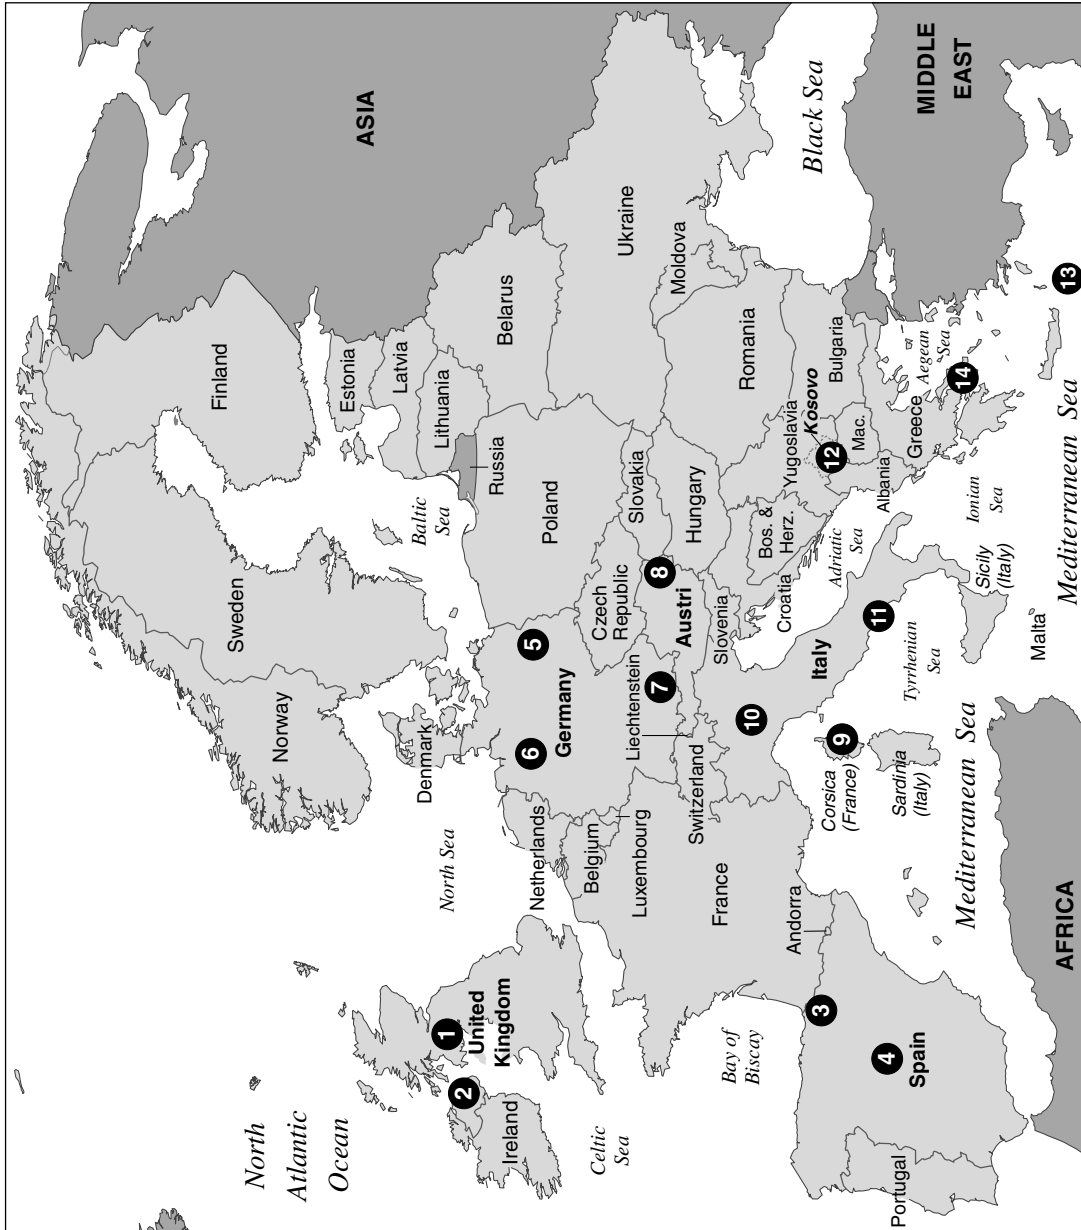 North
Atlantic
Ocean
Norway
Sweden
Finland
ASIA
Estonia
Latvia
Lithuania
Russia
Baltic
Sea
North Sea
Denmark
Belarus
1
United
Kingdom
2
Ireland
Celtic
Sea
Netherlands
Belgium
Luxembourg
6
5
Germany
Poland
Czech
Republic
Slovakia
Ukraine
Moldova
Liechtenstein
7
8
Austri
Hungary
Romania
Switzerland
France
Slovenia
Croatia
Bos. &
Herz.
Yugoslavia
Kosovo
12
Bulgaria
Mac.
Albania
Black Sea
Bay of
Biscay
Andorra
3
4
Spain
Portugal
10
Italy
11
Adriatic
Sea
9
Corsica
(France)
Sardinia
(Italy)
Tyrrhenian
Sea
Greece
Aegean
Sea
14
Ionian
Sea
Sicily
(Italy)
Malta
MIDDLE
EAST
13
Mediterranean Sea
Mediterranean Sea
AFRICA